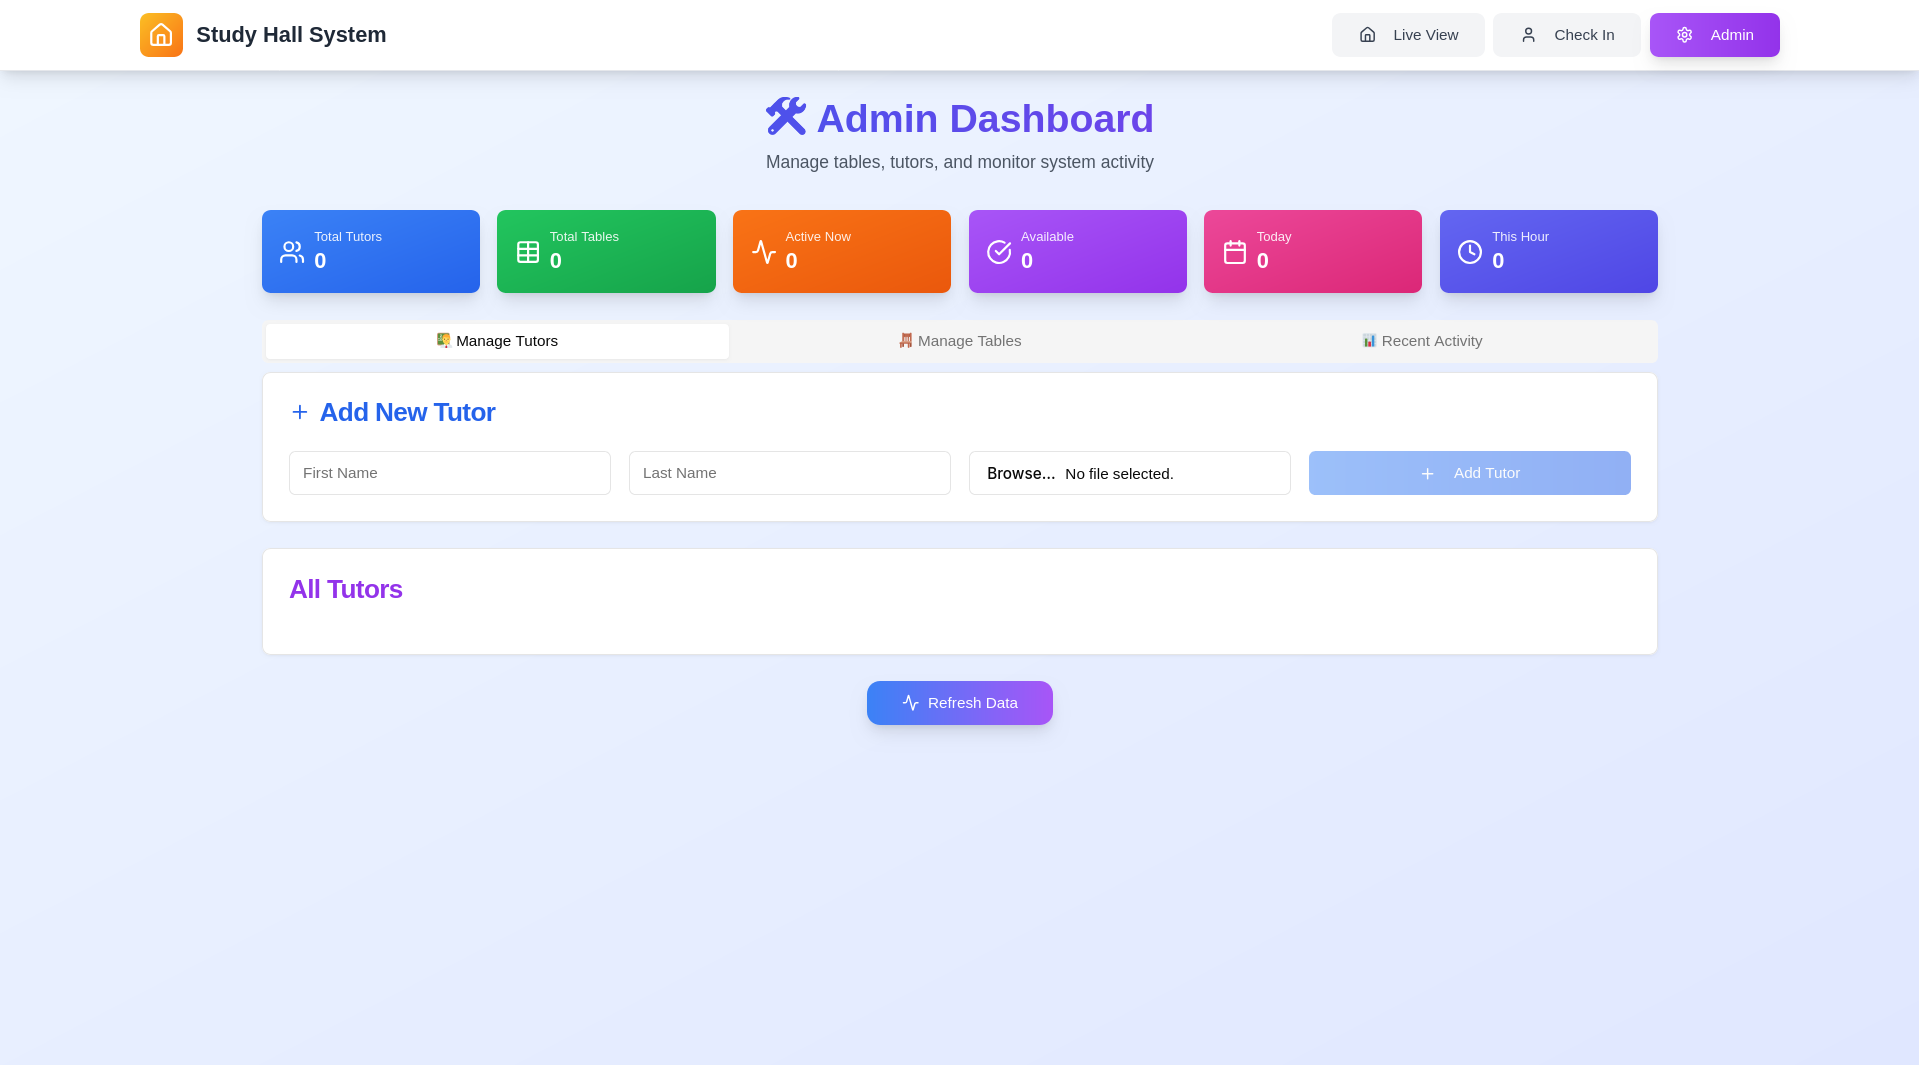 Study Hall System
Live View
Check In
Admin
Admin Dashboard
Manage tables, tutors, and monitor system activity
Total Tutors
0
Total Tables
0
Active Now
0
Available
0
Today
0
This Hour
0
Manage Tutors
Manage Tables
Recent Activity
Add New Tutor
First Name
Last Name
Browse... No file selected.
Add Tutor
All Tutors
Refresh Data